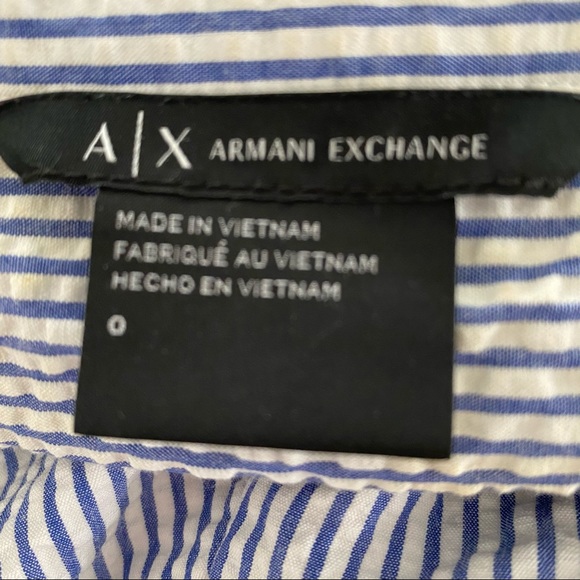 A|X ARMANI EXCHANGE
MADE IN VIETNAM
FABRIQUÉ AU VIETNAM
HECHO EN VIETNAM
0